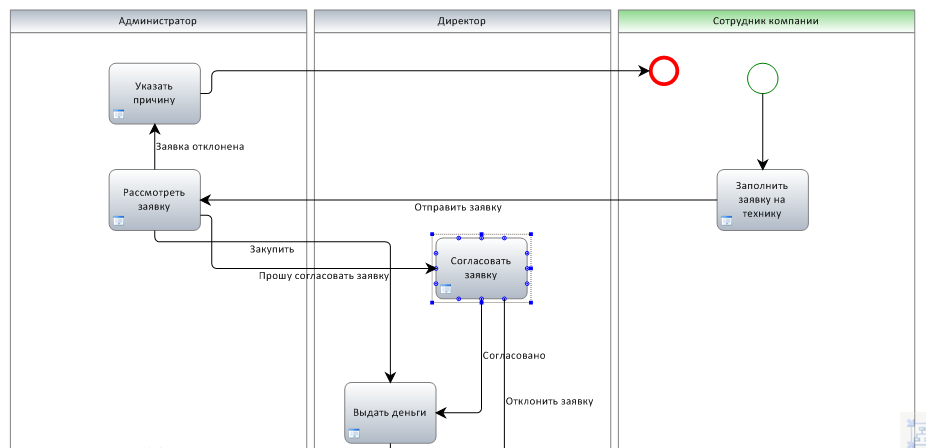 Администратор
Директор
Сотрудник компании
Указать
причину
Заявка отклонена
Рассмотреть
заявку
Заполнить
заявку на
технику
Отправить заявку
Закупить
Прошу согласовать заявку
Согласовать
заявку
Согласовано
Отклонить заявку
Выдать деньги